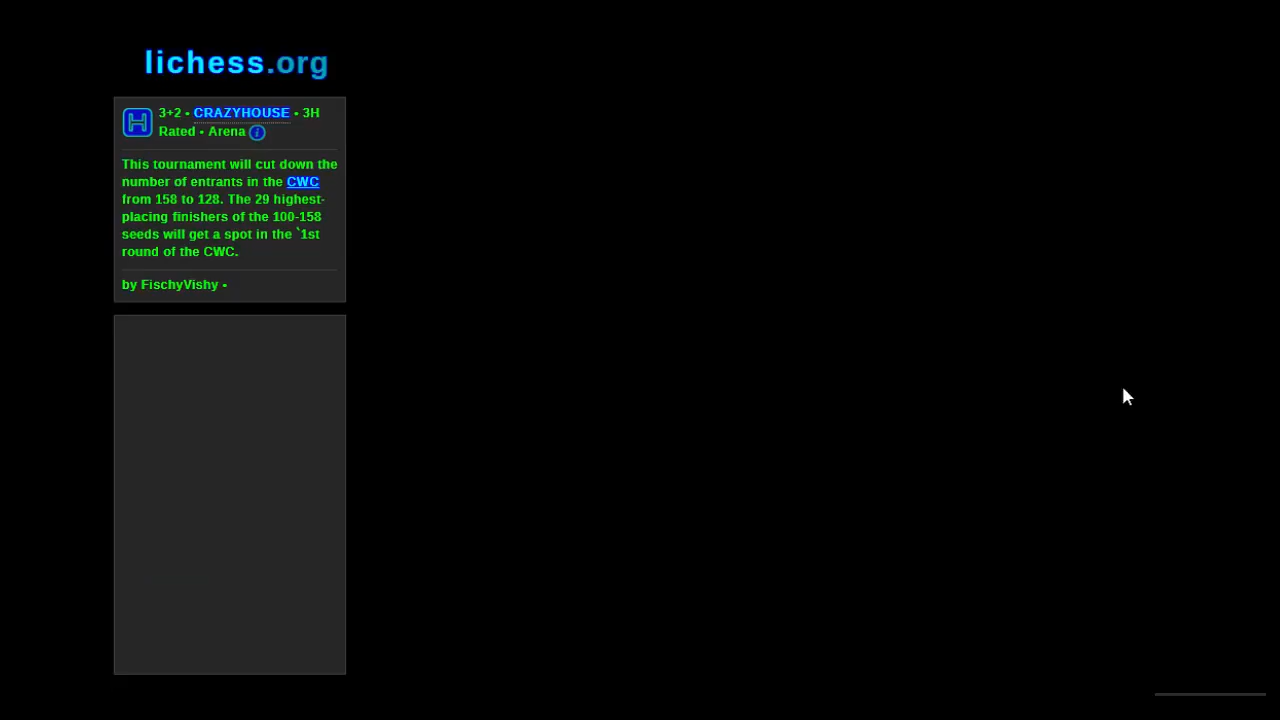 lichess.org
3+2 • CRAZYHOUSE • 3H
Rated • Arena i
This tournament will cut down the
number of entrants in the CWC
from 158 to 128. The 29 highest-
placing finishers of the 100-158
seeds will get a spot in the `1st
round of the CWC.
by FischyVishy •